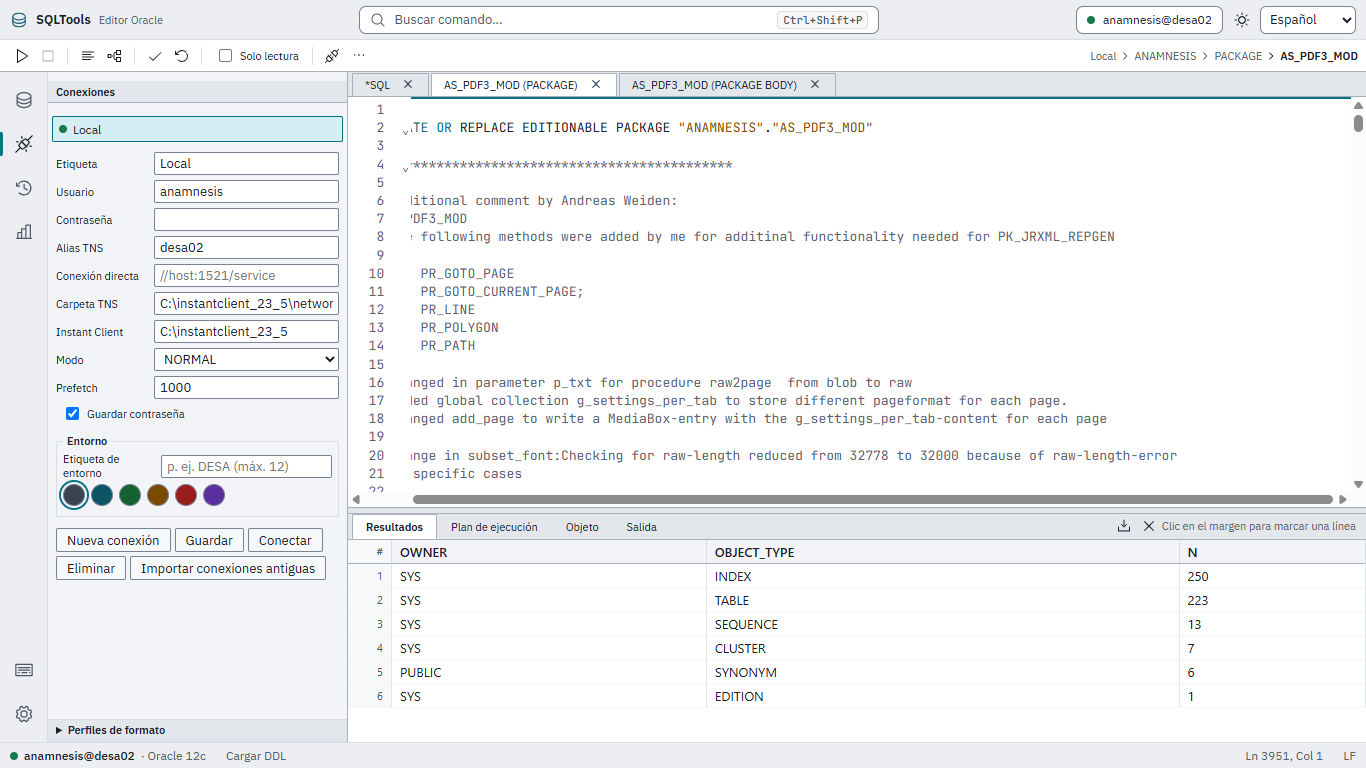 SQLTools Editor Oracle
Buscar comando...
Ctrl+Shift+P
anamnesis@desa02
Español
Solo lectura
Local > ANAMNESIS > PACKAGE > AS_PDF3_MOD
Conexiones
Local
Etiqueta Local
Usuario anamnesis
Contraseña
Alias TNS desa02
Conexión directa //host:1521/service
Carpeta TNS C:\instantclient_23_5\networ
Instant Client C:\instantclient_23_5
Modo NORMAL
Prefetch 1000
Guardar contraseña
Entorno
Etiqueta de
entorno
p. ej. DESA (máx. 12)
Nueva conexión Guardar Conectar
Eliminar Importar conexiones antiguas
Perfiles de formato
*SQL AS_PDF3_MOD (PACKAGE) AS_PDF3_MOD (PACKAGE BODY)
1
2 TE OR REPLACE EDITIONABLE PACKAGE "ANAMNESIS"."AS_PDF3_MOD"
3
4 *****************************************
5
6 ditional comment by Andreas Weiden:
7 PDF3_MOD
8 following methods were added by me for additinal functionality needed for PK_JRXML_REPGEN
9
10 PR_GOTO_PAGE
11 PR_GOTO_CURRENT_PAGE;
12 PR_LINE
13 PR_POLYGON
14 PR_PATH
15
16 nged in parameter p_txt for procedure raw2page  from blob to raw
17 ded global collection g_settings_per_tab to store different pageformat for each page.
18 nged add_page to write a MediaBox-entry with the g_settings_per_tab-content for each page
19
20 nge in subset_font:Checking for raw-length reduced from 32778 to 32000 because of raw-length-error
21 specific cases
22
Resultados Plan de ejecución Objeto Salida
Clic en el margen para marcar una línea
# OWNER OBJECT_TYPE N
1 SYS INDEX 250
2 SYS TABLE 223
3 SYS SEQUENCE 13
4 SYS CLUSTER 7
5 PUBLIC SYNONYM 6
6 SYS EDITION 1
anamnesis@desa02 · Oracle 12c Cargar DDL
Ln 3951, Col 1 LF